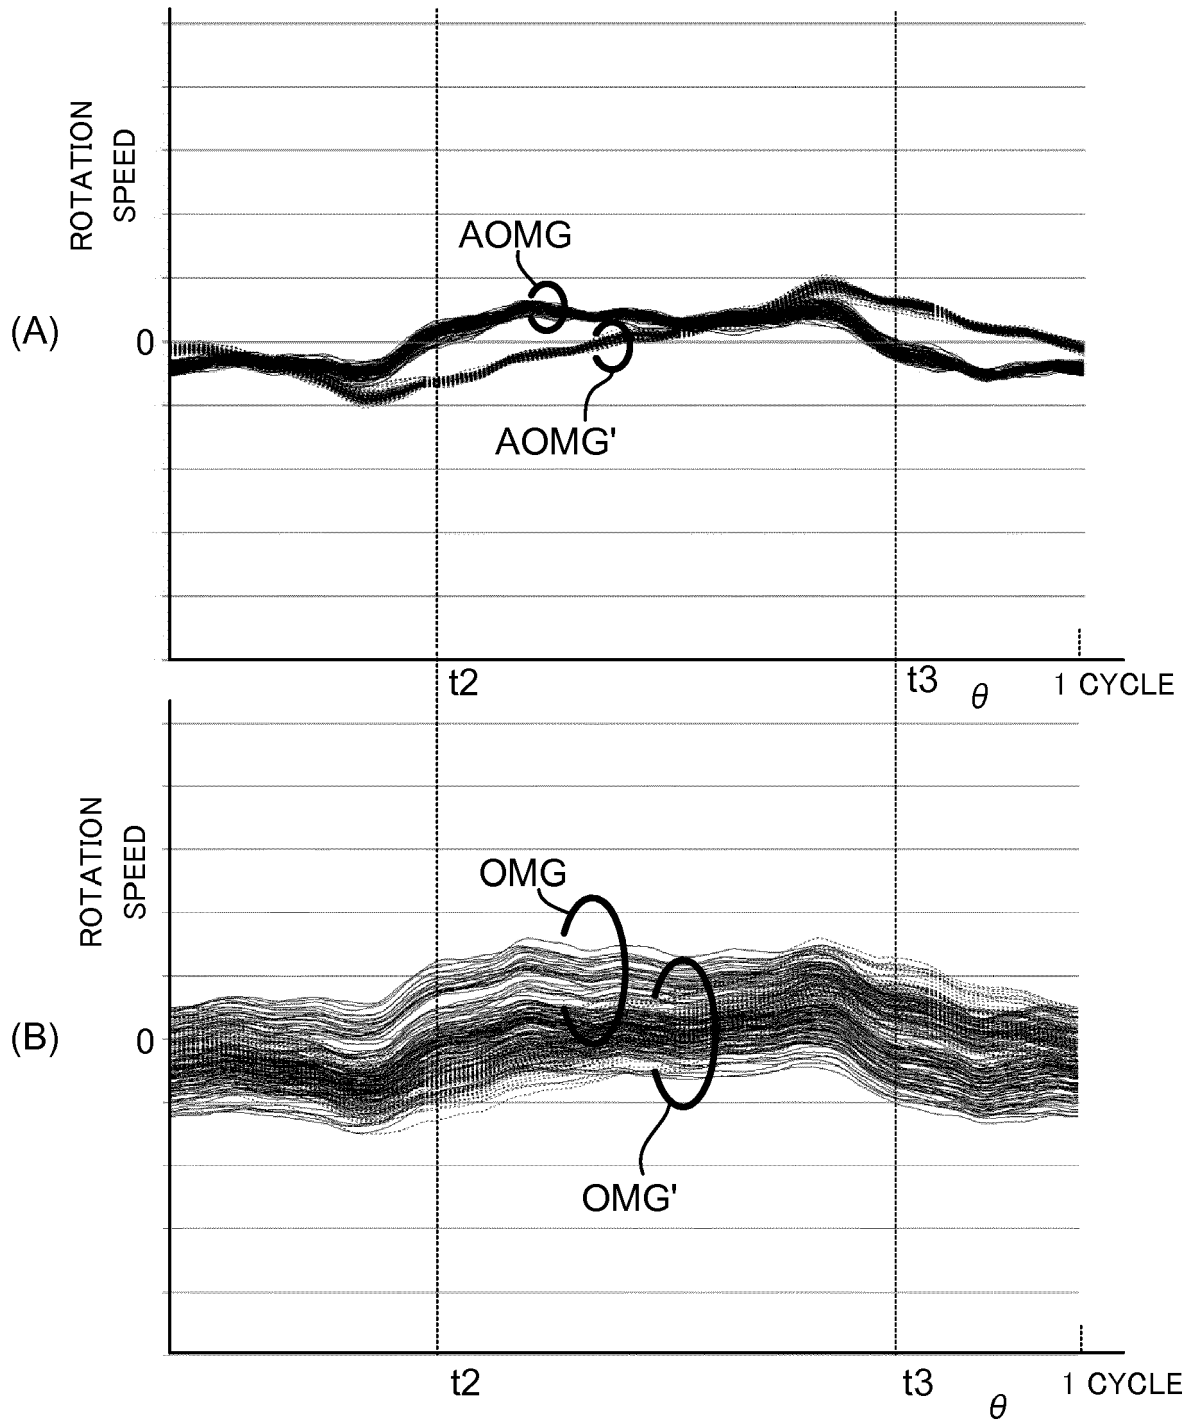 ROTATION
SPEED
AOMG
(A)
0
AOMG'
t2
t3
θ
1 CYCLE
ROTATION
SPEED
OMG
(B)
0
OMG'
t2
t3
θ
1 CYCLE